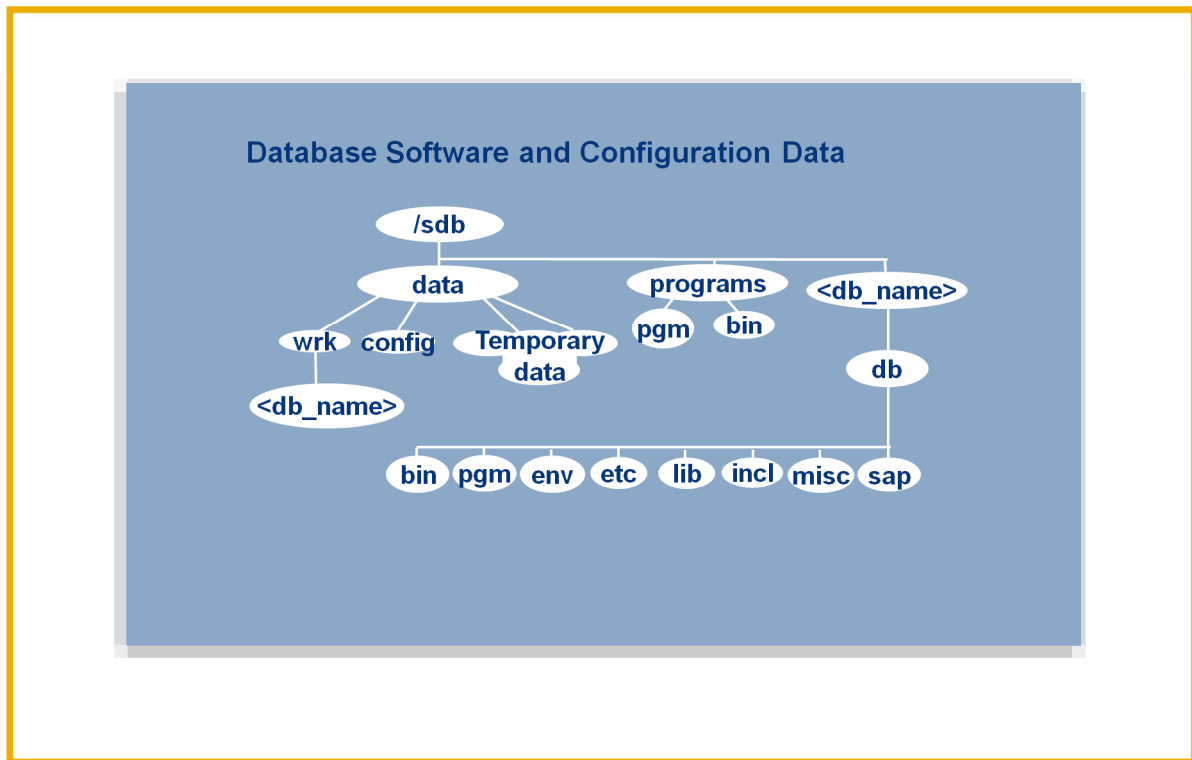 Database Software and Configuration Data
/sdb
data
programs
<db_name>
wrk
config
Temporary
data
pgm
bin
db
<db_name>
bin
pgm
env
etc
lib
incl
misc
sap